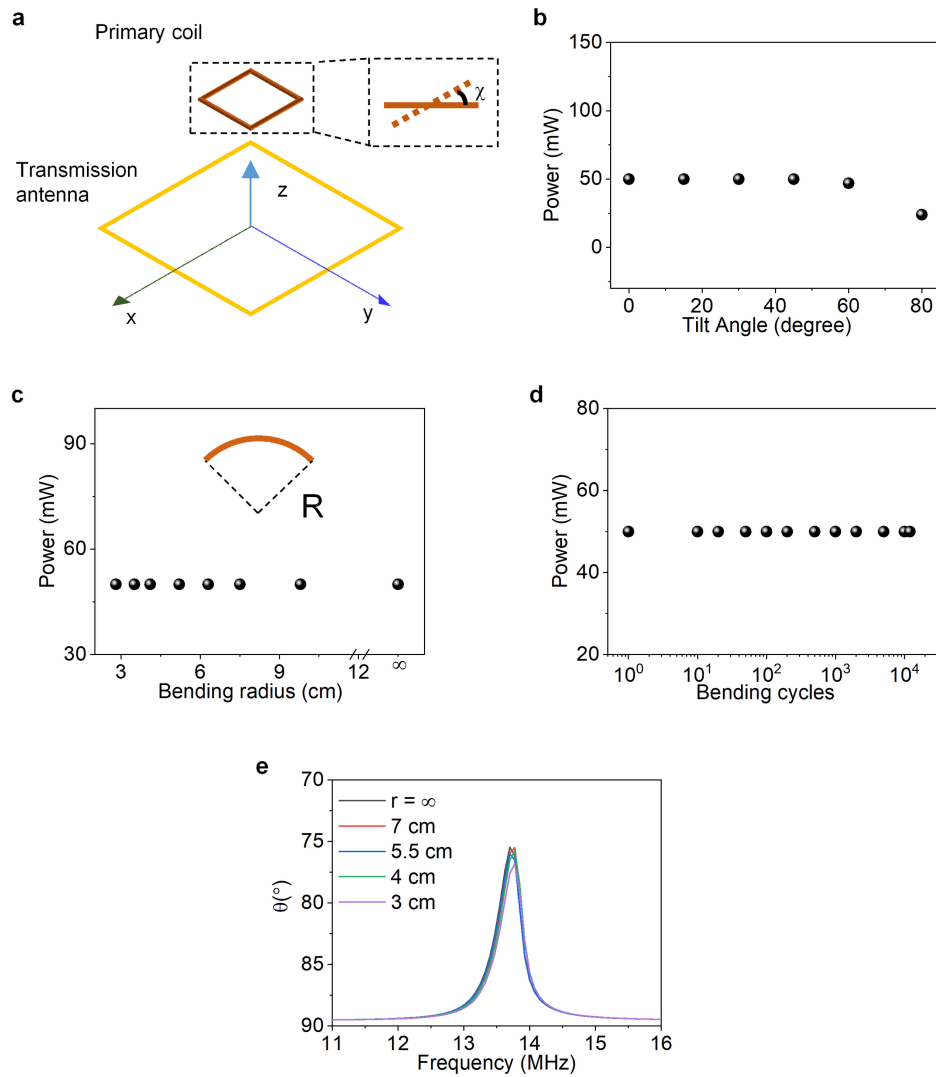 a
Primary coil
χ
Transmission
antenna
z
x
y
b
150
100
50
0
Power (mW)
0 20 40 60 80
Tilt Angle (degree)
c
90
60
30
Power (mW)
R
3 6 9 12 ∞
Bending radius (cm)
d
80
60
40
20
Power (mW)
10⁰ 10¹ 10² 10³ 10⁴
Bending cycles
e
70
75
80
85
90
θ(°)
r = ∞
7 cm
5.5 cm
4 cm
3 cm
11 12 13 14 15 16
Frequency (MHz)